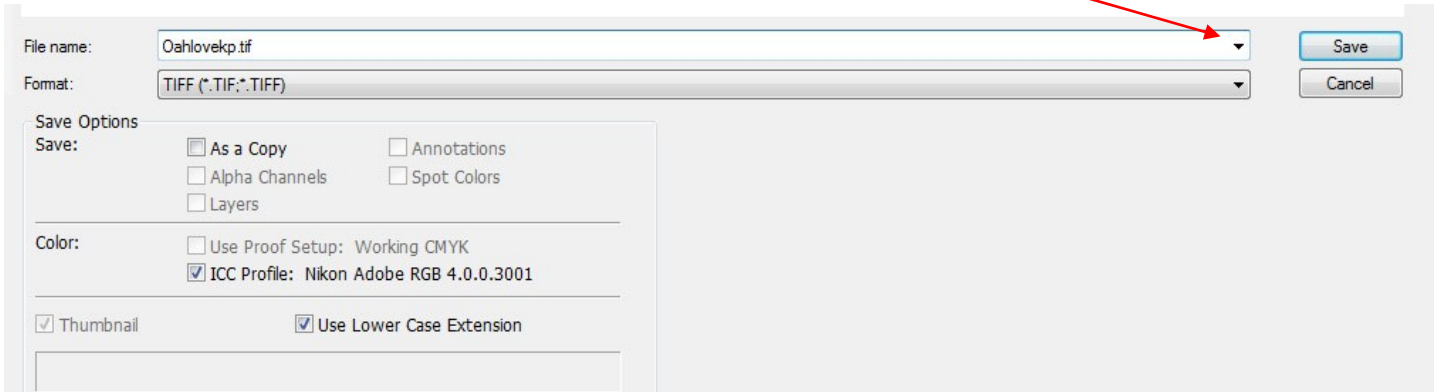 File name: Oahlovekp.tif Save
Format: TIFF (*.TIF;*.TIFF) Cancel
Save Options
Save: As a Copy Annotations
Alpha Channels Spot Colors
Layers
Color: Use Proof Setup: Working CMYK
ICC Profile: Nikon Adobe RGB 4.0.0.3001
Thumbnail Use Lower Case Extension